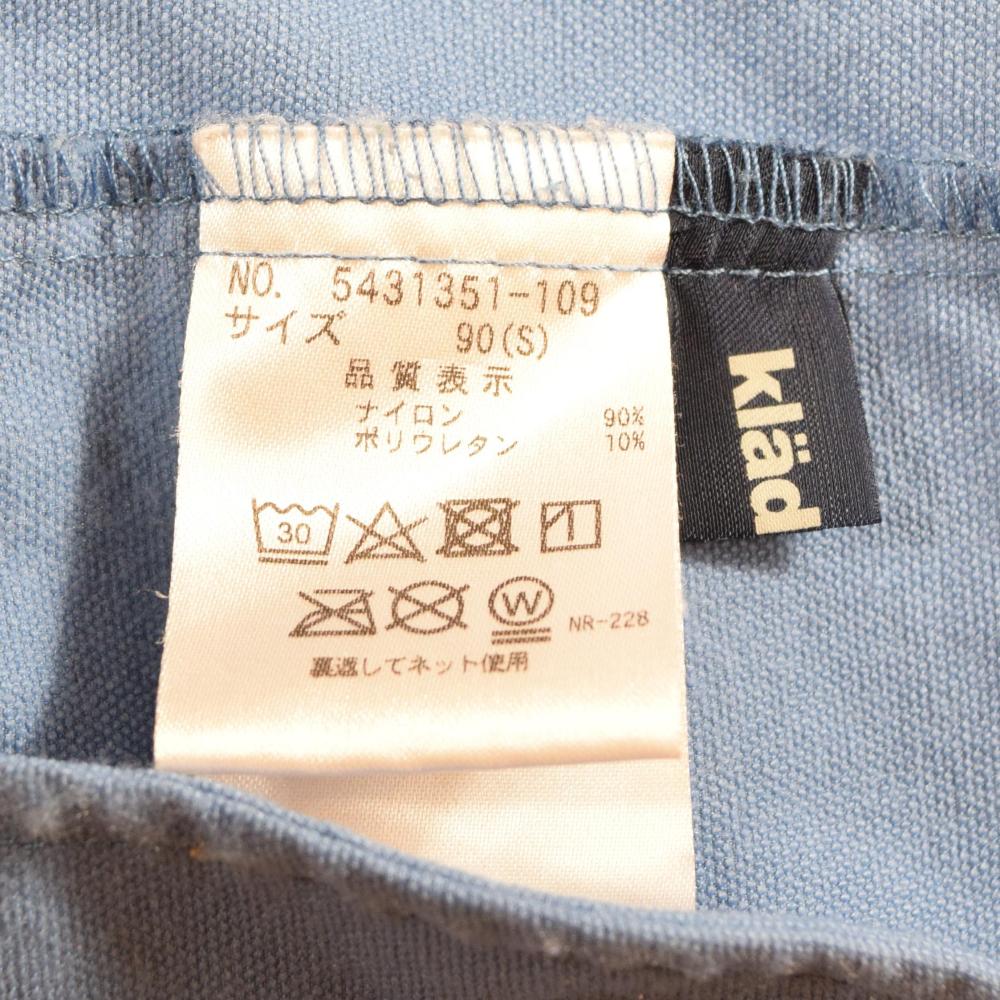 NO. 5431351-109
サイズ 90(S)
品質表示
ナイロン 90%
ポリウレタン 10%
30
W
NR-228
裏返してネット使用
kläd